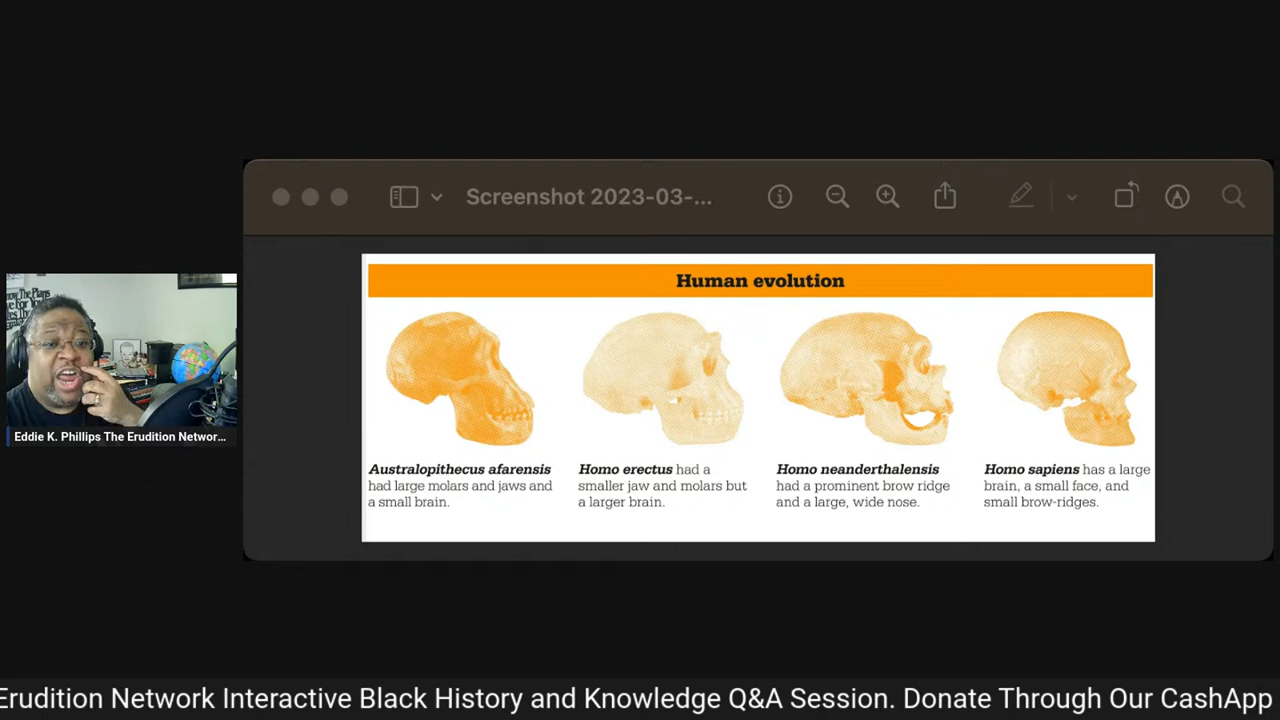 Screenshot 2023-03-...
Human evolution
Australopithecus afarensis
had large molars and jaws and
a small brain.
Homo erectus had a
smaller jaw and molars but
a larger brain.
Homo neanderthalensis
had a prominent brow ridge
and a large, wide nose.
Homo sapiens has a large
brain, a small face, and
small brow-ridges.
Eddie K. Phillips The Erudition Networ...
Erudition Network Interactive Black History and Knowledge Q&A Session. Donate Through Our CashApp